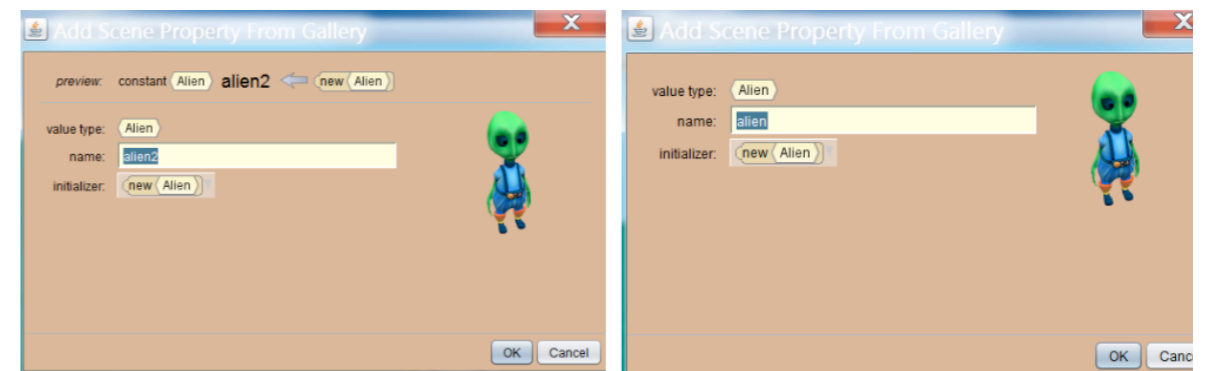 Add Scene Property From Gallery
X
preview: constant Alien alien2 new Alien
value type: Alien
name: alien2
initializer: new Alien
OK Cancel
Add Scene Property From Gallery
X
value type: Alien
name: alien
initializer: new Alien
OK Canc